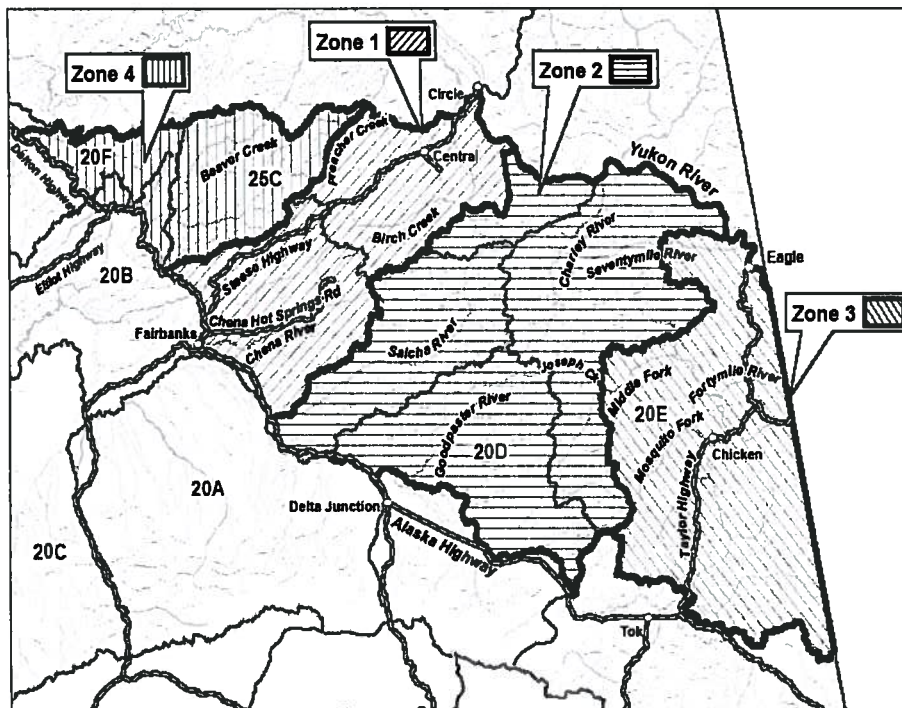 Zone 1
Zone 4
Zone 2
Circle
20F
Beaver Creek
25C
Preacher Creek
Central
Yukon River
Dalton Highway
Birch Creek
Charley River
Seventymile River
Eagle
Steese Highway
Elliot Highway
20B
Chena Hot Springs Rd
Zone 3
Fairbanks
Chena River
Salcha River
Joseph Ck
Middle Fork
Fortymile River
20E
Goodpaster River
Mosquito Fork
20D
Chicken
20A
Taylor Highway
Delta Junction
Alaska Highway
20C
Tok